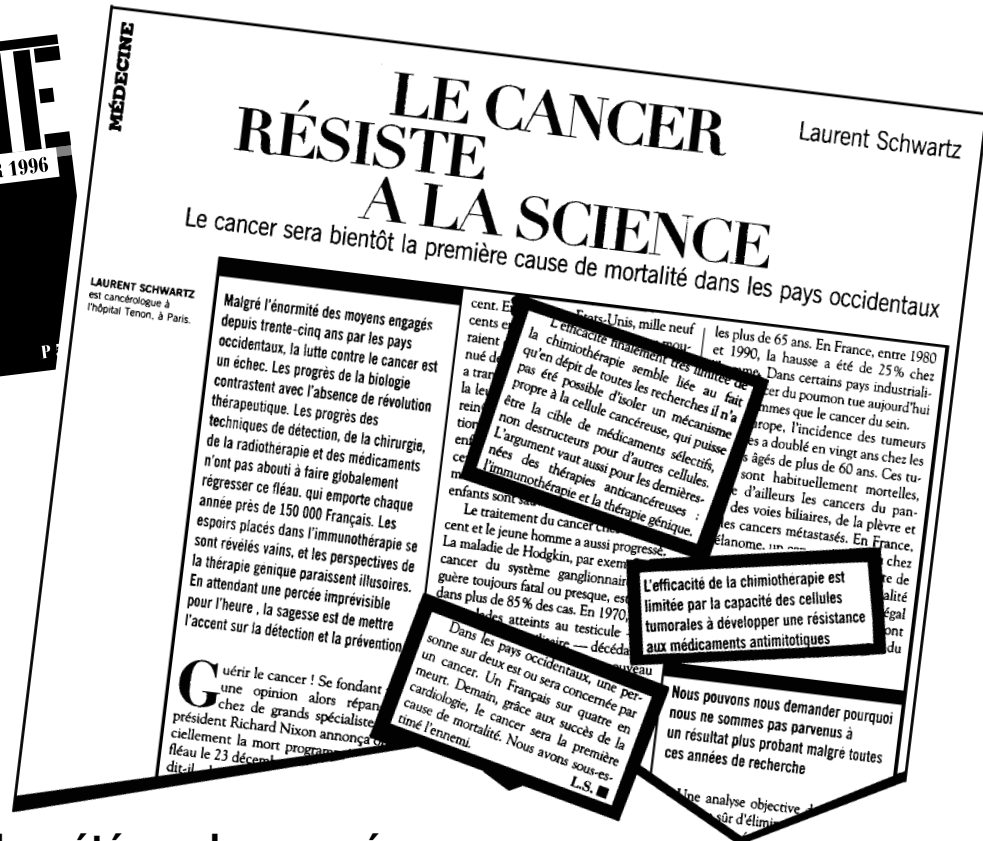 1996
MÉDECINE
LE CANCER
RÉSISTE
A LA SCIENCE
Laurent Schwartz
Le cancer sera bientôt la première cause de mortalité dans les pays occidentaux
LAURENT SCHWARTZ
est cancérologue à
l'hôpital Tenon, à Paris.
Malgré l'énormité des moyens engagés
depuis trente-cinq ans par les pays
occidentaux, la lutte contre le cancer est
un échec. Les progrès de la biologie
contrastent avec l'absence de révolution
thérapeutique. Les progrès des
techniques de détection, de la chirurgie,
de la radiothérapie et des médicaments
n'ont pas abouti à faire globalement
régresser ce fléau, qui emporte chaque
année près de 150 000 Français. Les
espoirs placés dans l'immunothérapie se
sont révélés vains, et les perspectives de
la thérapie génique paraissent illusoires.
En attendant une percée imprévisible
pour l'heure , la sagesse est de mettre
l'accent sur la détection et la prévention
Guérir le cancer ! Se fondant
une opinion alors
chez de grands
président Richard Nixon annonça
la mort
fléau le 23
cent.
États-Unis, mille neuf
cents
enfants sont
Le traitement du cancer
cent et le jeune homme a aussi progressé.
La maladie de Hodgkin, par
cancer du système
guère toujours fatal ou presque, est
dans plus de 85 % des cas. En 1970,
atteints au testicule
L'efficacité finalement très limitée de
la chimiothérapie semble liée au fait
qu'en dépit de toutes les recherches il n'a
pas été possible d'isoler un mécanisme
propre à la cellule cancéreuse, qui puisse
être la cible de médicaments sélectifs,
non destructeurs pour d'autres cellules.
L'argument vaut aussi pour les dernières-
nées des thérapies anticancéreuses :
l'immunothérapie et la thérapie génique.
les plus de 65 ans. En France, entre 1980
et 1990, la hausse a été de 25 % chez
Dans certains pays
du poumon tue aujourd'hui
que le cancer du sein.
l'incidence des tumeurs
a doublé en vingt ans chez les
âgés de plus de 60 ans. Ces
sont habituellement mortelles,
d'ailleurs les cancers du
des voies biliaires, de la plèvre et
cancers métastasés. En France,
chez
L'efficacité de la chimiothérapie est
limitée par la capacité des cellules
tumorales à développer une résistance
aux médicaments antimitotiques
Dans les pays occidentaux, une per-
sonne sur deux est ou sera concernée par
un cancer. Un Français sur quatre en
meurt. Demain, grâce aux succès de la
cardiologie, le cancer sera la première
cause de mortalité. Nous avons sous-es-
timé l'ennemi.
L.S. ■
Nous pouvons nous demander pourquoi
nous ne sommes pas parvenus à
un résultat plus probant malgré toutes
ces années de recherche
Une analyse objective
sûr